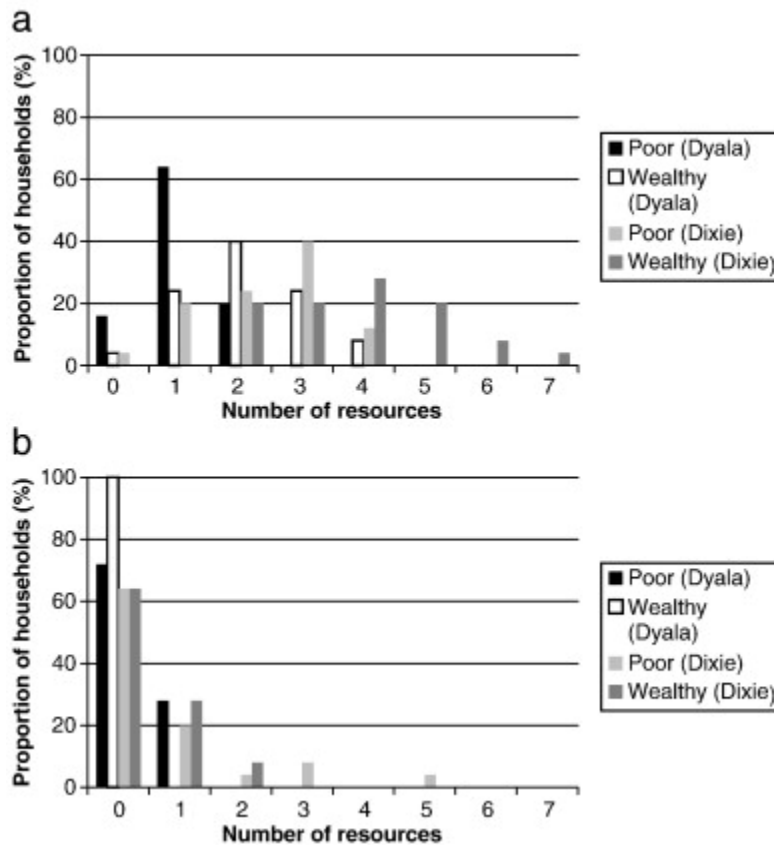 a
100
80
60
40
20
0
Proportion of households (%)
0 1 2 3 4 5 6 7
Number of resources
Poor (Dyala)
Wealthy
(Dyala)
Poor (Dixie)
Wealthy (Dixie)
b
100
80
60
40
20
0
Proportion of households (%)
0 1 2 3 4 5 6 7
Number of resources
Poor (Dyala)
Wealthy
(Dyala)
Poor (Dixie)
Wealthy (Dixie)